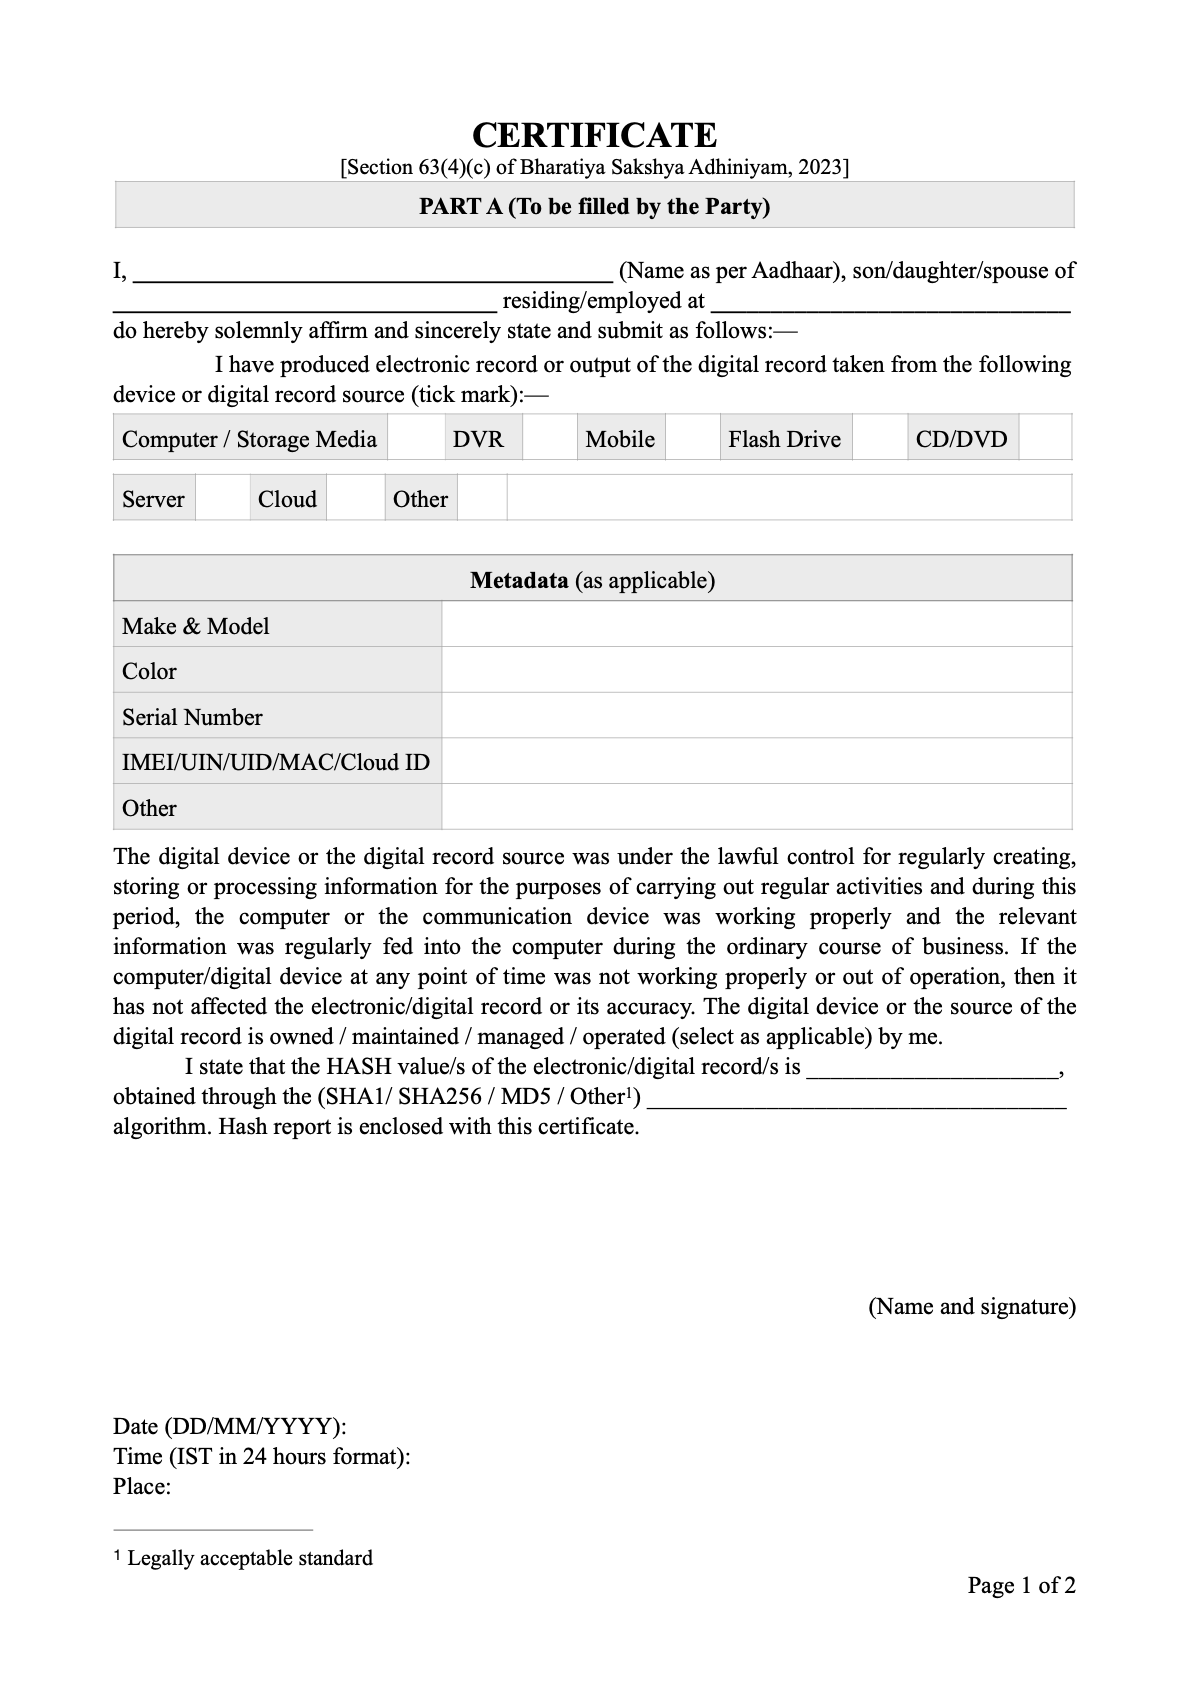 CERTIFICATE
[Section 63(4)(c) of Bharatiya Sakshya Adhiniyam, 2023]
PART A (To be filled by the Party)
I, ________________________________________ (Name as per Aadhaar), son/daughter/spouse of
________________________________ residing/employed at ______________________________
do hereby solemnly affirm and sincerely state and submit as follows:—
I have produced electronic record or output of the digital record taken from the following
device or digital record source (tick mark):—
Computer / Storage Media DVR Mobile Flash Drive CD/DVD
Server Cloud Other
Metadata (as applicable)
Make & Model
Color
Serial Number
IMEI/UIN/UID/MAC/Cloud ID
Other
The digital device or the digital record source was under the lawful control for regularly creating,
storing or processing information for the purposes of carrying out regular activities and during this
period, the computer or the communication device was working properly and the relevant
information was regularly fed into the computer during the ordinary course of business. If the
computer/digital device at any point of time was not working properly or out of operation, then it
has not affected the electronic/digital record or its accuracy. The digital device or the source of the
digital record is owned / maintained / managed / operated (select as applicable) by me.
I state that the HASH value/s of the electronic/digital record/s is _____________________,
obtained through the (SHA1/ SHA256 / MD5 / Other¹) ___________________________________
algorithm. Hash report is enclosed with this certificate.
(Name and signature)
Date (DD/MM/YYYY):
Time (IST in 24 hours format):
Place:
¹ Legally acceptable standard
Page 1 of 2